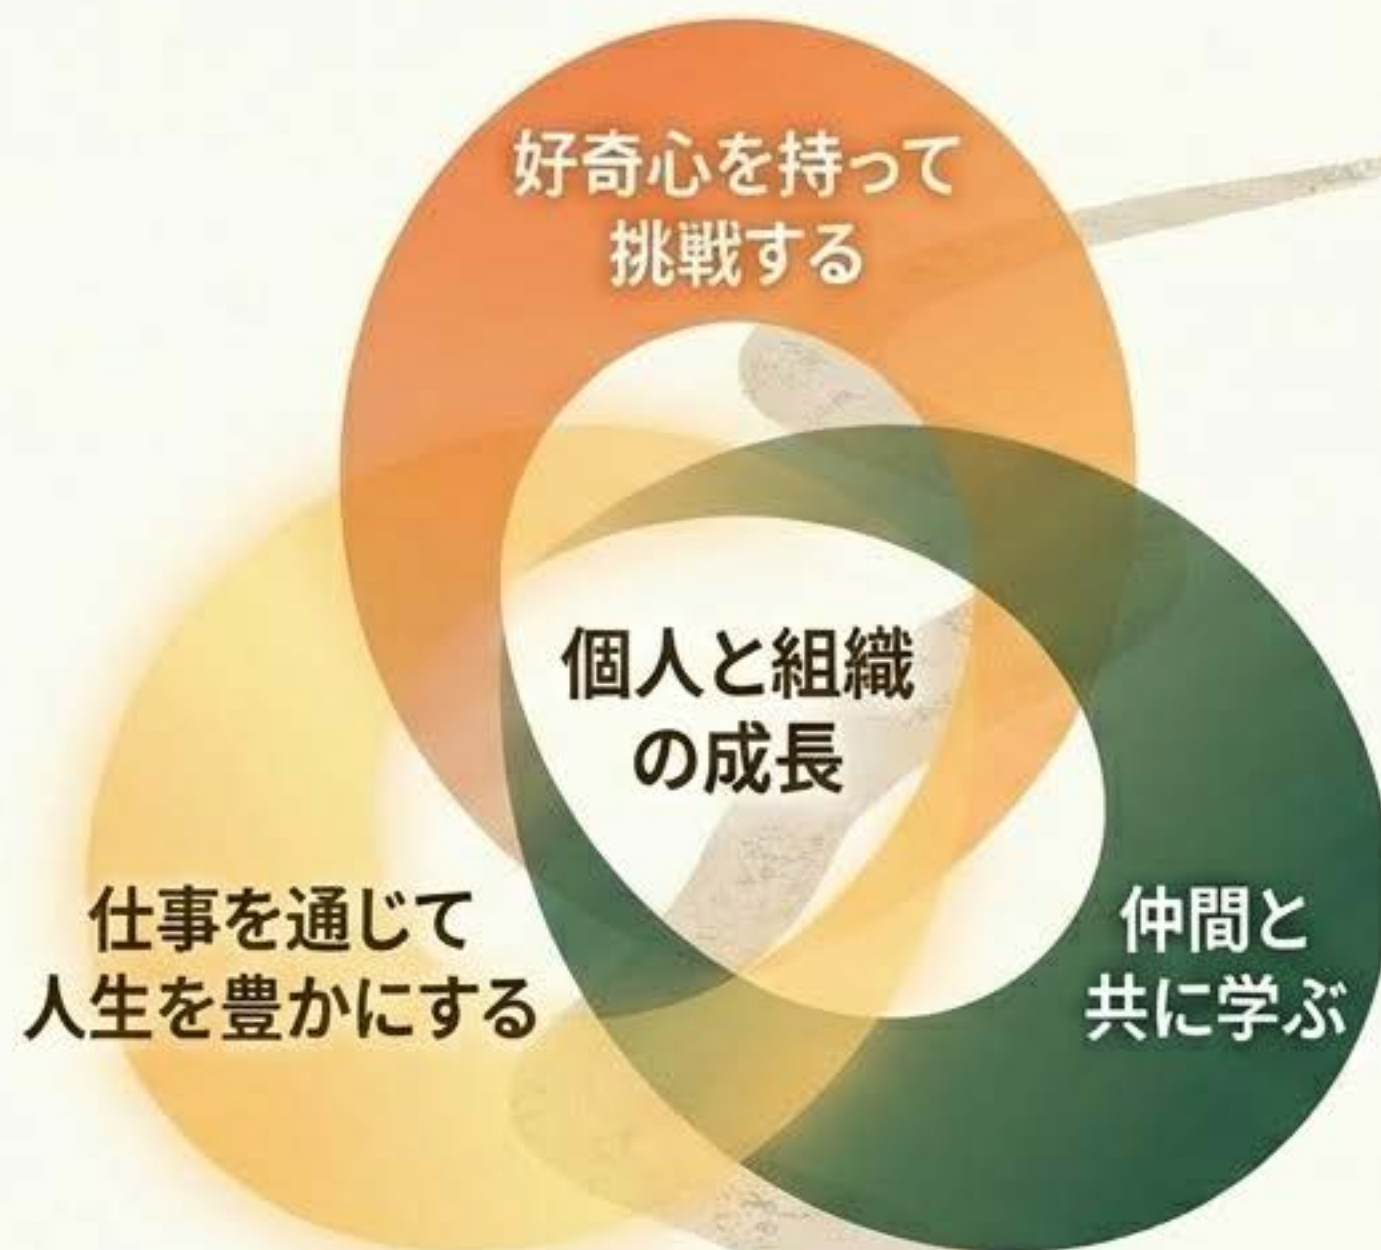 好奇心を持って
挑戦する
個人と組織
の成長
仕事を通じて
人生を豊かにする
仲間と
共に学ぶ